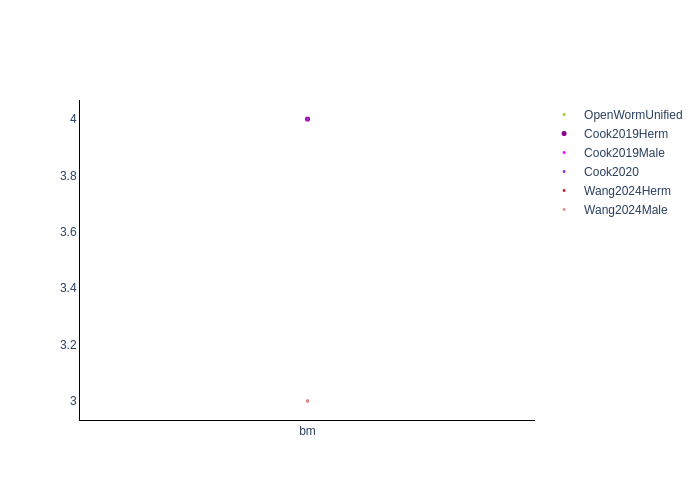 4
3.8
3.6
3.4
3.2
3
bm
OpenWormUnified
Cook2019Herm
Cook2019Male
Cook2020
Wang2024Herm
Wang2024Male